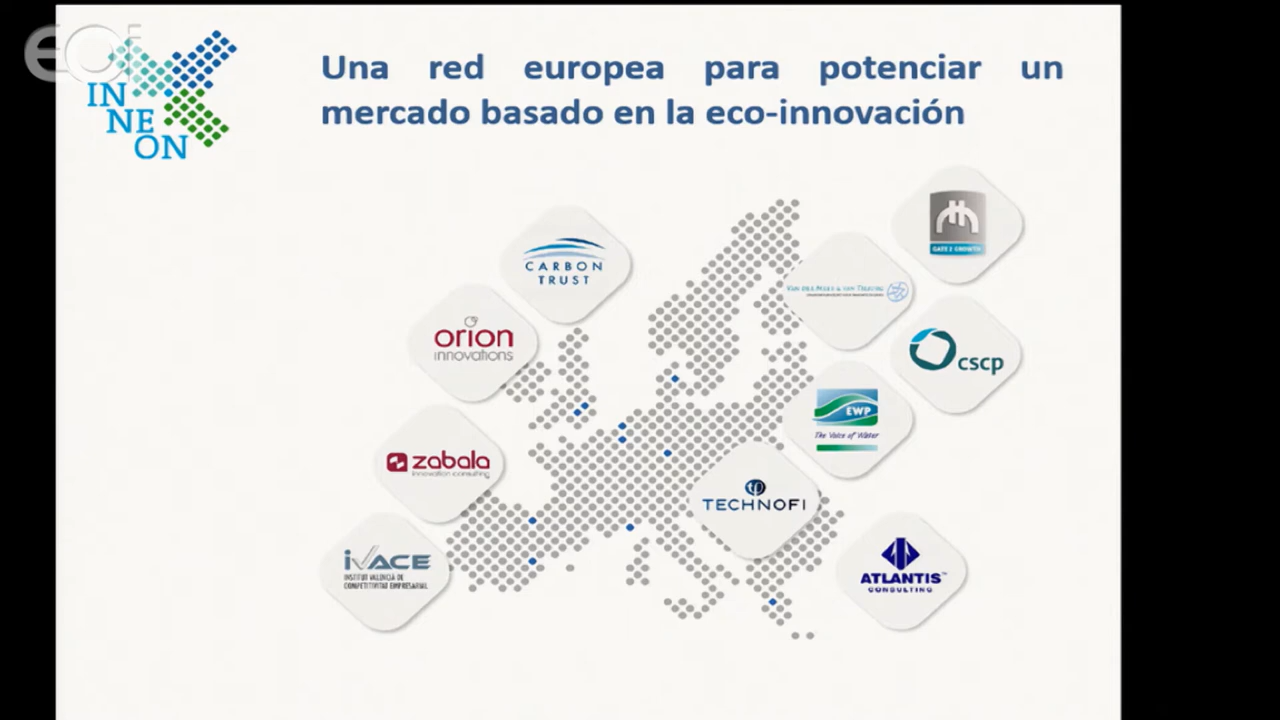 EOi
IN
NE
ON
Una red europea para potenciar un
mercado basado en la eco-innovación
GATE 2 GROWTH
CARBON
TRUST
orion
innovations
cscp
EWP
The Voice of Water
zabala
innovation consulting
TECHNOFI
iVACE
INSTITUT VALENCIÀ DE
COMPETITIVITAT EMPRESARIAL
ATLANTIS™
CONSULTING